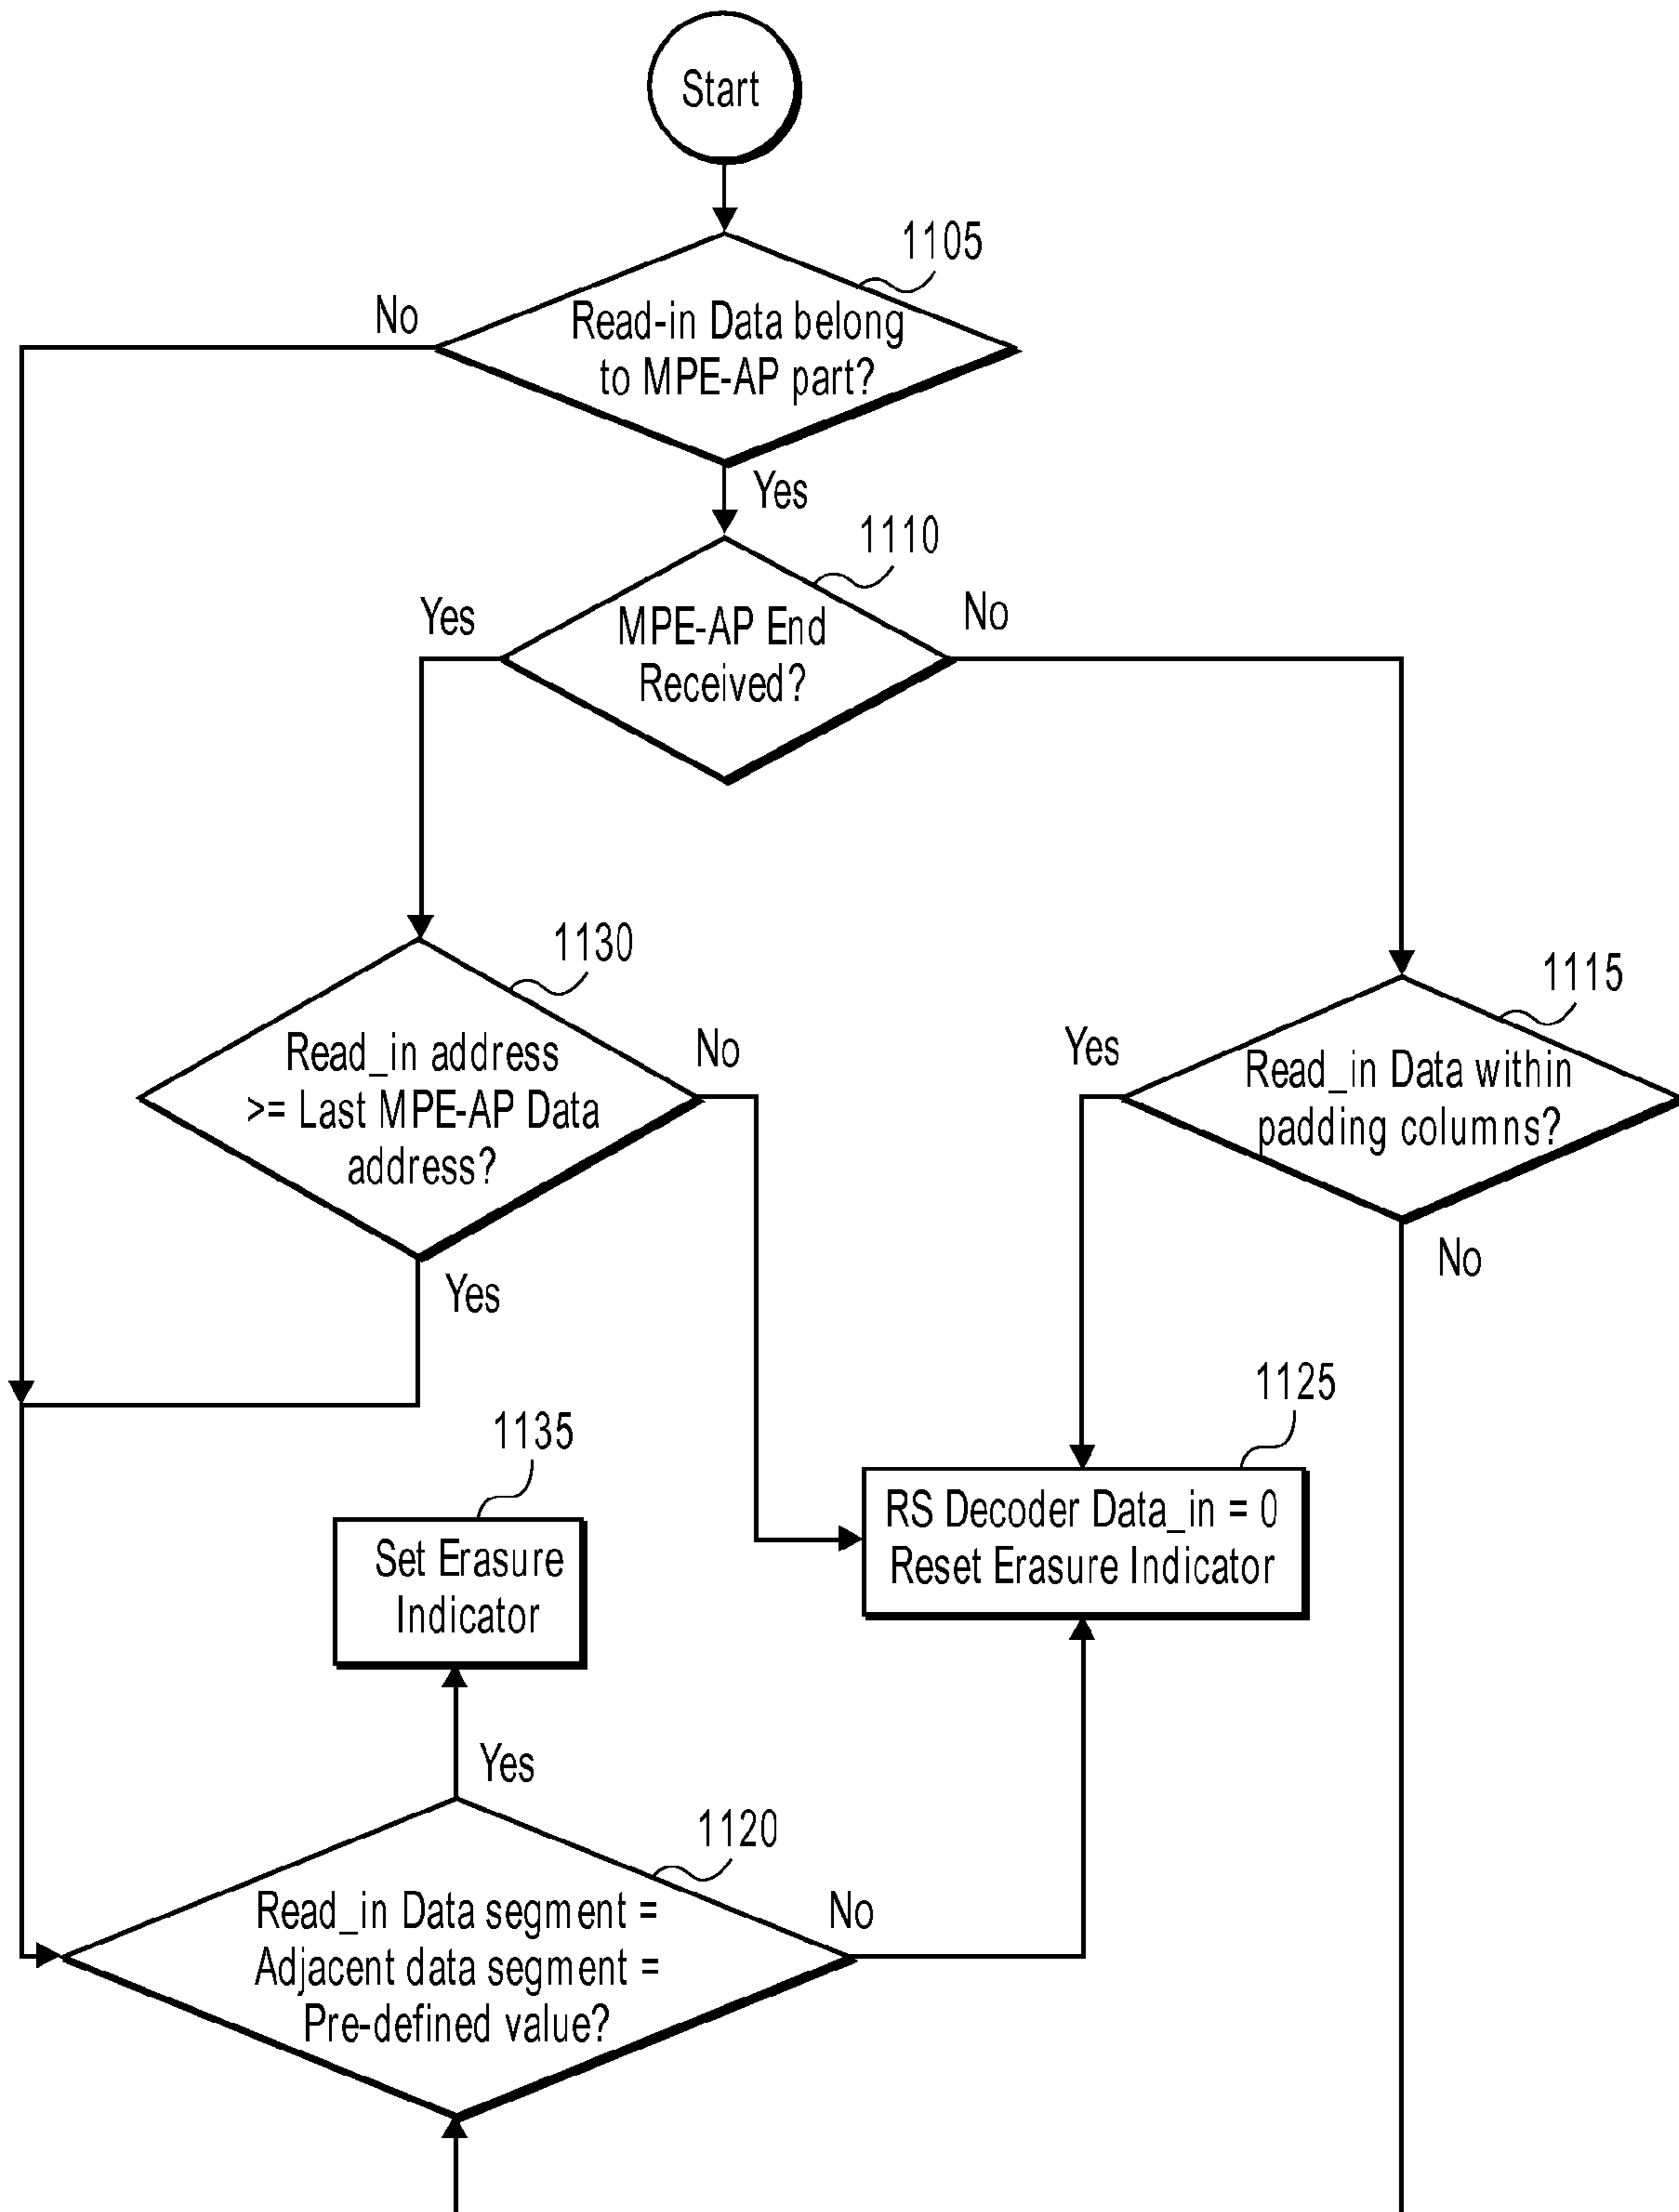 Start
1105
No
Read-in Data belong
to MPE-AP part?
Yes
1110
Yes
No
MPE-AP End
Received?
1130
1115
Read_in address
>= Last MPE-AP Data
address?
No
Yes
Read_in Data within
padding columns?
Yes
No
1135
1125
Set Erasure
Indicator
RS Decoder Data_in = 0
Reset Erasure Indicator
Yes
1120
Read_in Data segment =
Adjacent data segment =
Pre-defined value?
No